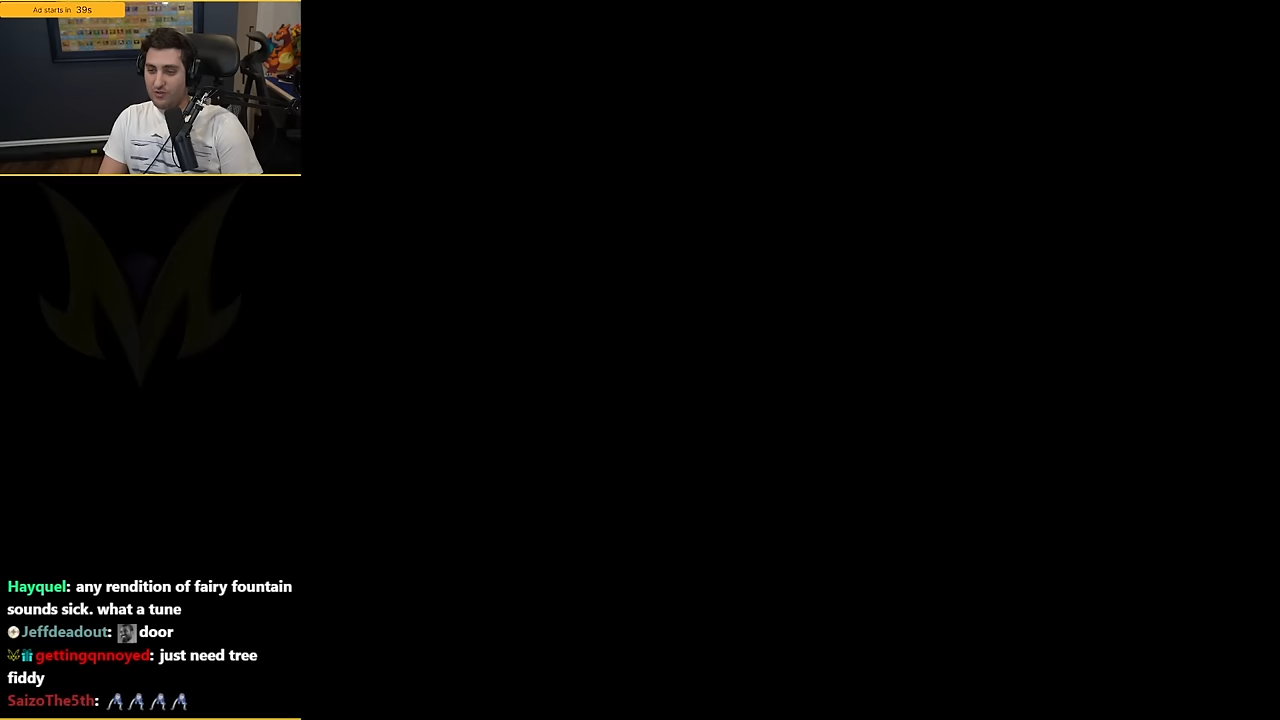 Ad starts in 39s
Hayquel: any rendition of fairy fountain
sounds sick. what a tune
Jeffdeadout: door
gettingqnnoyed: just need tree
fiddy
SaizoThe5th: